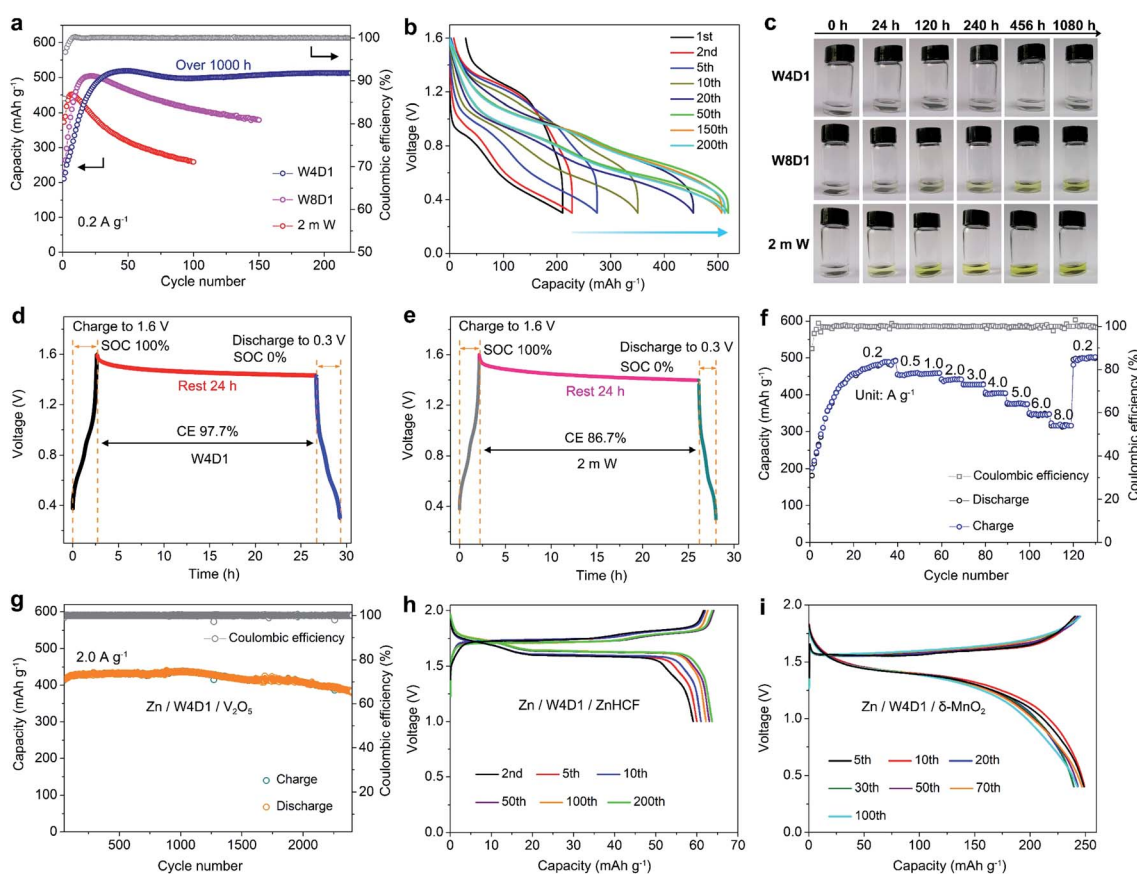 a
Capacity (mAh g⁻¹)
600
500
400
300
200
100
0
Over 1000 h
W4D1
W8D1
2 m W
0.2 A g⁻¹
0
50
100
150
200
Cycle number
100
90
80
70
60
50
Coulombic efficiency (%)
b
Voltage (V)
1.6
1.2
0.8
0.4
0.0
1st
2nd
5th
10th
20th
50th
150th
200th
0
100
200
300
400
500
Capacity (mAh g⁻¹)
c
0 h 24 h 120 h 240 h 456 h 1080 h
W4D1
W8D1
2 m W
d
Voltage (V)
1.6
1.2
0.8
0.4
Charge to 1.6 V
SOC 100%
Discharge to 0.3 V
SOC 0%
Rest 24 h
CE 97.7%
W4D1
0 5 10 15 20 25 30
Time (h)
e
Voltage (V)
1.6
1.2
0.8
0.4
Charge to 1.6 V
SOC 100%
Discharge to 0.3 V
SOC 0%
Rest 24 h
CE 86.7%
2 m W
0 5 10 15 20 25 30
Time (h)
f
Capacity (mAh g⁻¹)
600
500
400
300
200
100
0
0.2 0.5 1.0 2.0 3.0 4.0 5.0 6.0 8.0 0.2
Unit: A g⁻¹
Coulombic efficiency
Discharge
Charge
0 20 40 60 80 100 120
Cycle number
100
80
60
40
20
0
Coulombic efficiency (%)
g
Capacity (mAh g⁻¹)
600
500
400
300
200
100
0
Coulombic efficiency
2.0 A g⁻¹
Zn / W4D1 / V₂O₅
Charge
Discharge
500 1000 1500 2000
Cycle number
100
80
60
40
20
Coulombic efficiency (%)
h
Voltage (V)
2.0
1.5
1.0
0.5
0.0
Zn / W4D1 / ZnHCF
2nd 5th 10th
50th 100th 200th
0 10 20 30 40 50 60 70
Capacity (mAh g⁻¹)
i
Voltage (V)
2.0
1.5
1.0
0.5
0.0
Zn / W4D1 / δ-MnO₂
5th 10th 20th
30th 50th 70th
100th
0 50 100 150 200 250
Capacity (mAh g⁻¹)